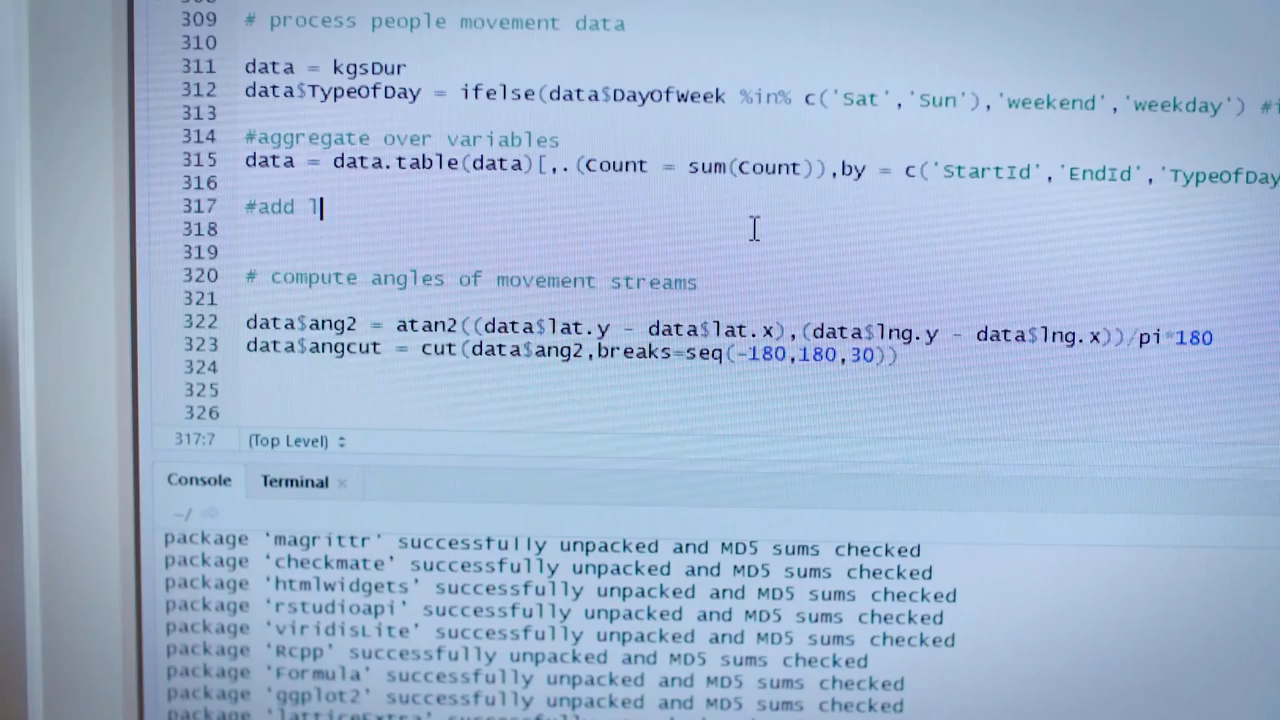 309 # process people movement data
310
311 data = kgsDur
312 data$TypeOfDay = ifelse(data$DayOfWeek %in% c('Sat','Sun'),'weekend','weekday') #
313
314 #aggregate over variables
315 data = data.table(data)[,.(Count = sum(Count)),by = c('StartId','EndId','TypeOfDay
316
317 #add l
318
319
320 # compute angles of movement streams
321
322 data$ang2 = atan2((data$lat.y - data$lat.x),(data$lng.y - data$lng.x))/pi*180
323 data$angcut = cut(data$ang2,breaks=seq(-180,180,30))
324
325
326
317:7 (Top Level)
Console Terminal
~/
package 'magrittr' successfully unpacked and MD5 sums checked
package 'checkmate' successfully unpacked and MD5 sums checked
package 'htmlwidgets' successfully unpacked and MD5 sums checked
package 'rstudioapi' successfully unpacked and MD5 sums checked
package 'viridisLite' successfully unpacked and MD5 sums checked
package 'Rcpp' successfully unpacked and MD5 sums checked
package 'Formula' successfully unpacked and MD5 sums checked
package 'ggplot2' successfully unpacked and MD5 sums checked
package 'latticeExtra'